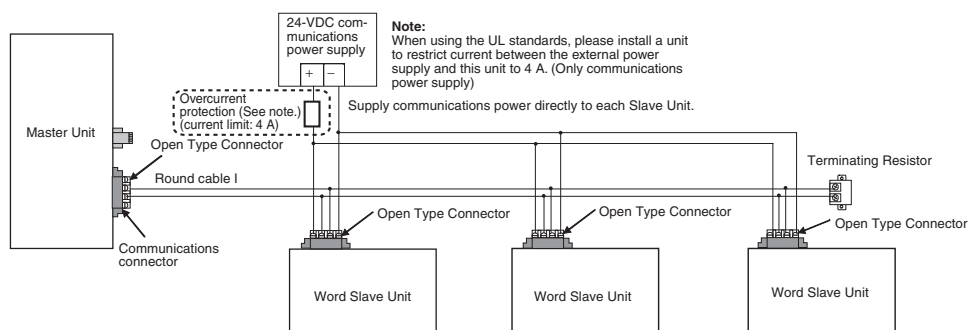 24-VDC com-
munications
power supply
+ −
Note:
When using the UL standards, please install a unit
to restrict current between the external power
supply and this unit to 4 A. (Only communications
power supply)
Overcurrent
protection (See note.)
(current limit: 4 A)
Supply communications power directly to each Slave Unit.
Master Unit
Open Type Connector
Round cable I
Terminating Resistor
Communications
connector
Open Type Connector
Open Type Connector
Open Type Connector
Word Slave Unit
Word Slave Unit
Word Slave Unit